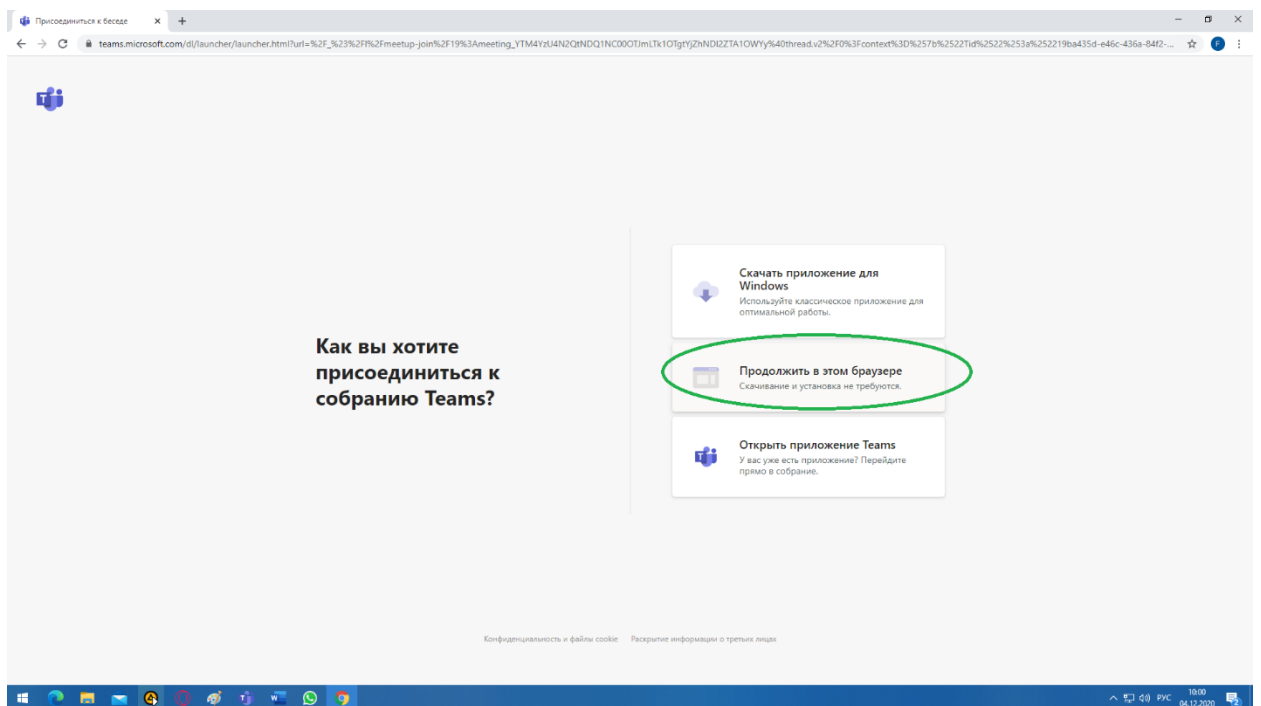 Присоединиться к беседе
teams.microsoft.com/dl/launcher/launcher.html?url=%2F_%23%2Fl%2Fmeetup-join%2F19%3Ameeting_YTM4YzU4N2QtNDQ1NC00OTJmLTk1OTgtYjZhNDI2ZTA1OWYy%40thread.v2%2F0%3Fcontext%3D%257b%2522Tid%2522%253a%252219ba435d-e46c-436a-84f2-...
Как вы хотите
присоединиться к
собранию Teams?
Скачать приложение для
Windows
Используйте классическое приложение для
оптимальной работы.
Продолжить в этом браузере
Скачивание и установка не требуются.
Открыть приложение Teams
У вас уже есть приложение? Перейдите
прямо в собрание.
Конфиденциальность и файлы cookie Раскрытие информации о третьих лицах
РУС
10:00
04.12.2020